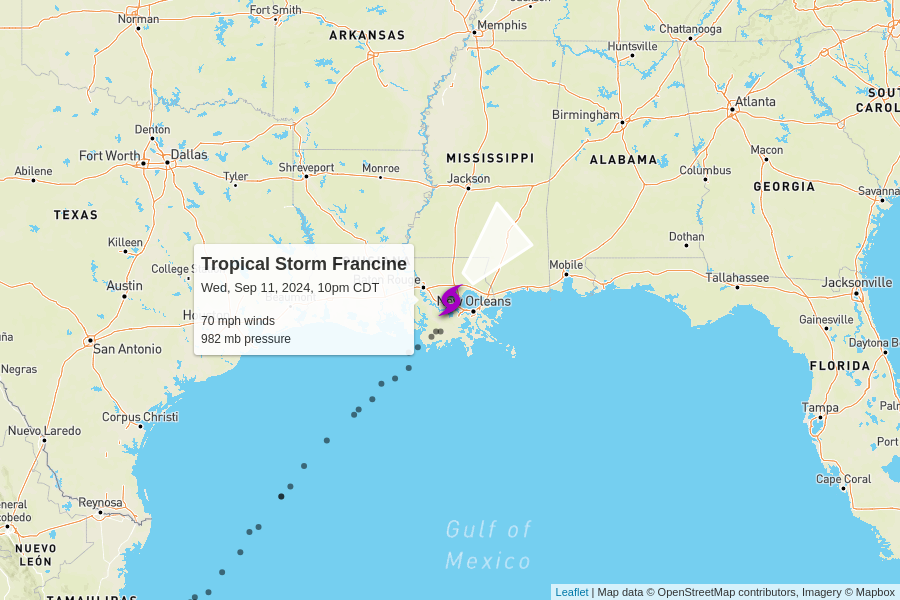 Fort Smith
Norman
Memphis
ARKANSAS
Chattanooga
Huntsville
SOUT
CAROL
Atlanta
Birmingham
Denton
Fort Worth
Dallas
Macon
MISSISSIPPI
ALABAMA
Abilene
Tyler
Shreveport
Monroe
Jackson
Columbus
GEORGIA
Savanna
TEXAS
Killeen
Dothan
College S
Mobile
Tallahassee
Jacksonville
Austin
Tropical Storm Francine
Wed, Sep 11, 2024, 10pm CDT
70 mph winds
982 mb pressure
Baton Rouge
Beaumont
New Orleans
Ho
Gainesville
San Antonio
Daytona B
Negras
FLORIDA
Corpus Christi
Tampa
Palm
Nuevo Laredo
Port
Cape Coral
Reynosa
Gulf of
Mexico
NUEVO
LEÓN
TAMAULIPAS
Leaflet | Map data © OpenStreetMap contributors, Imagery © Mapbox